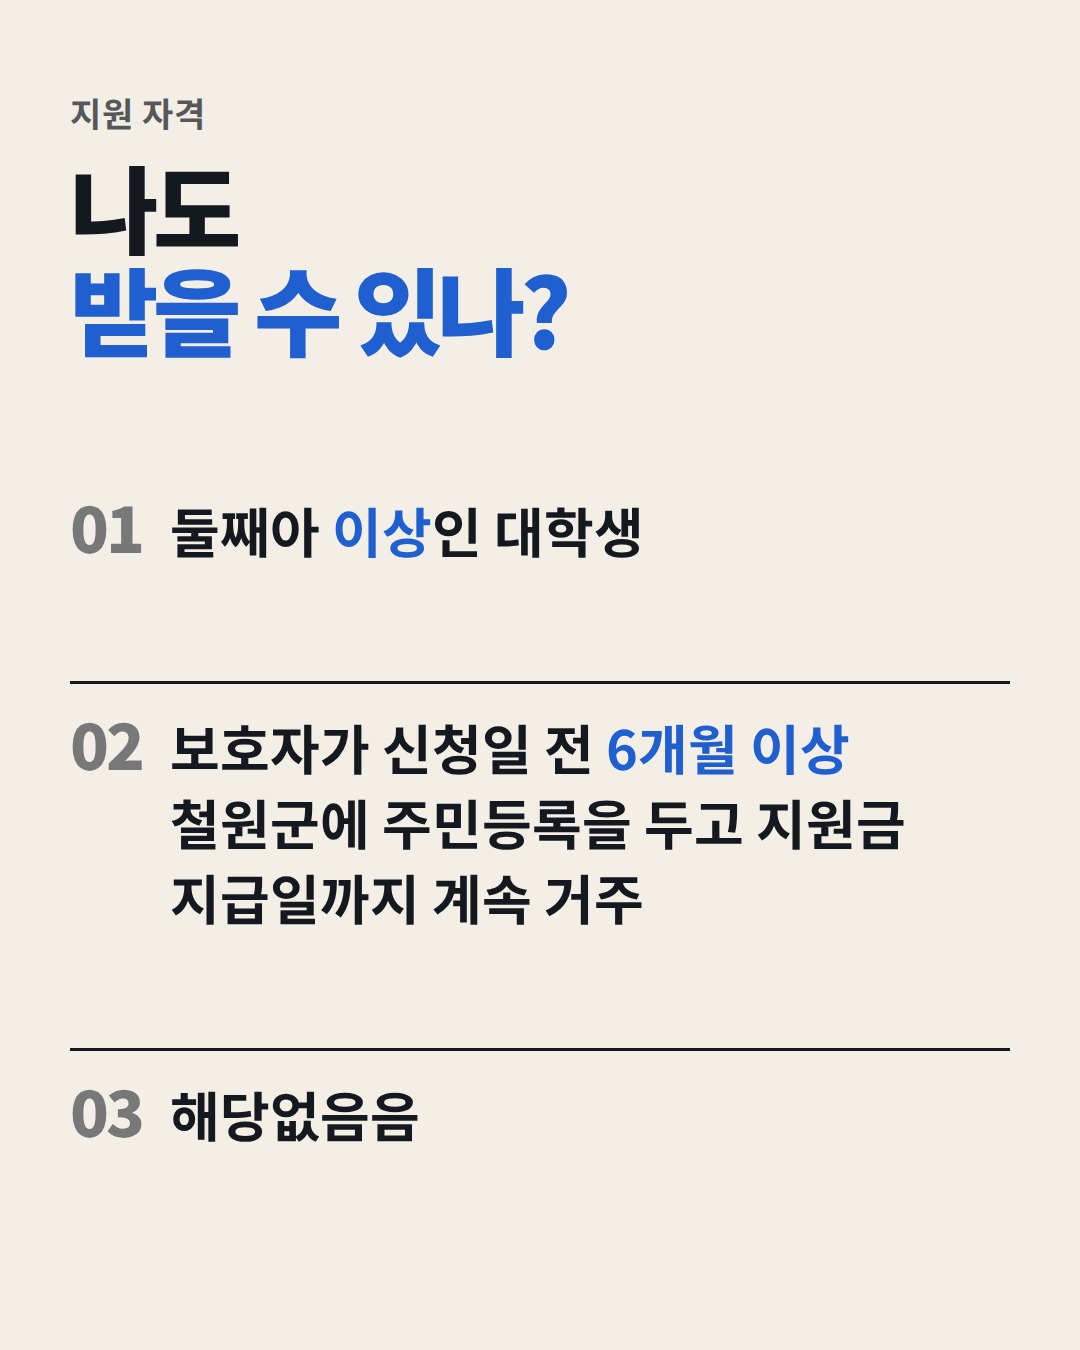 지원 자격
나도
받을 수 있나?
01 둘째아 이상인 대학생
02 보호자가 신청일 전 6개월 이상
철원군에 주민등록을 두고 지원금
지급일까지 계속 거주
03 해당없음음